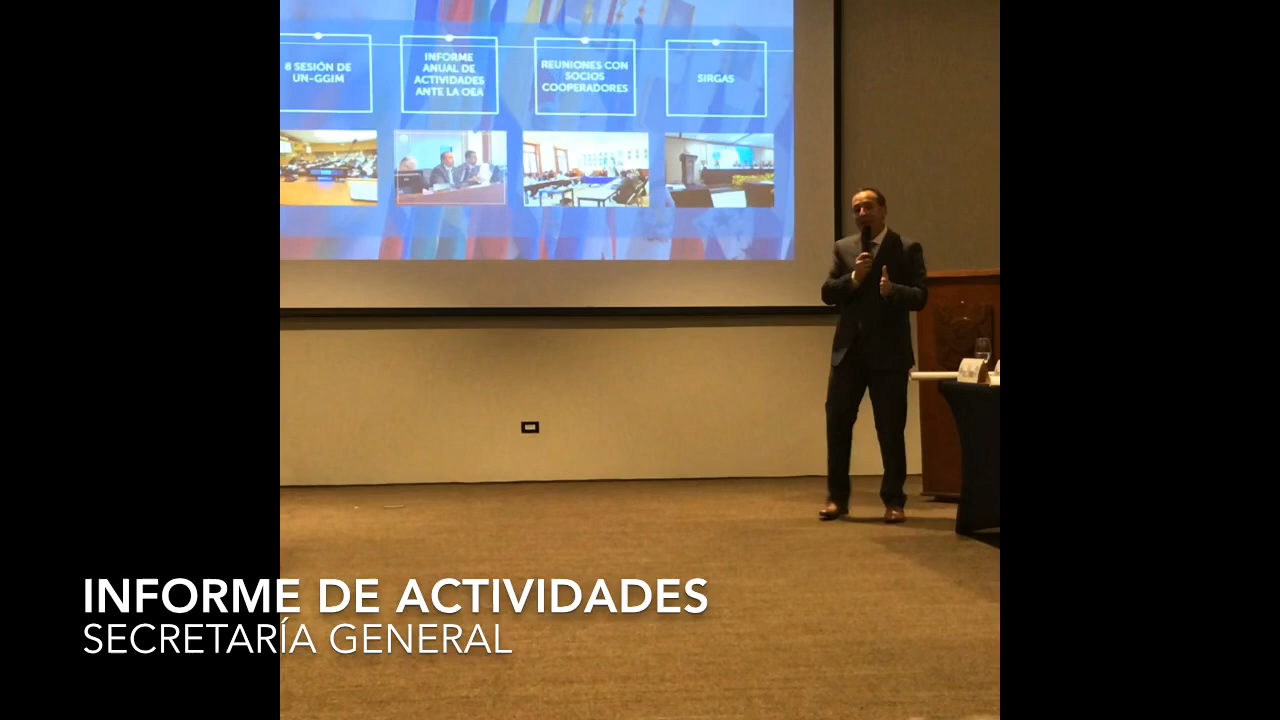 8 SESIÓN DE
UN-GGIM
INFORME
ANUAL DE
ACTIVIDADES
ANTE LA OEA
REUNIONES CON
SOCIOS
COOPERADORES
SIRGAS
INFORME DE ACTIVIDADES
SECRETARÍA GENERAL